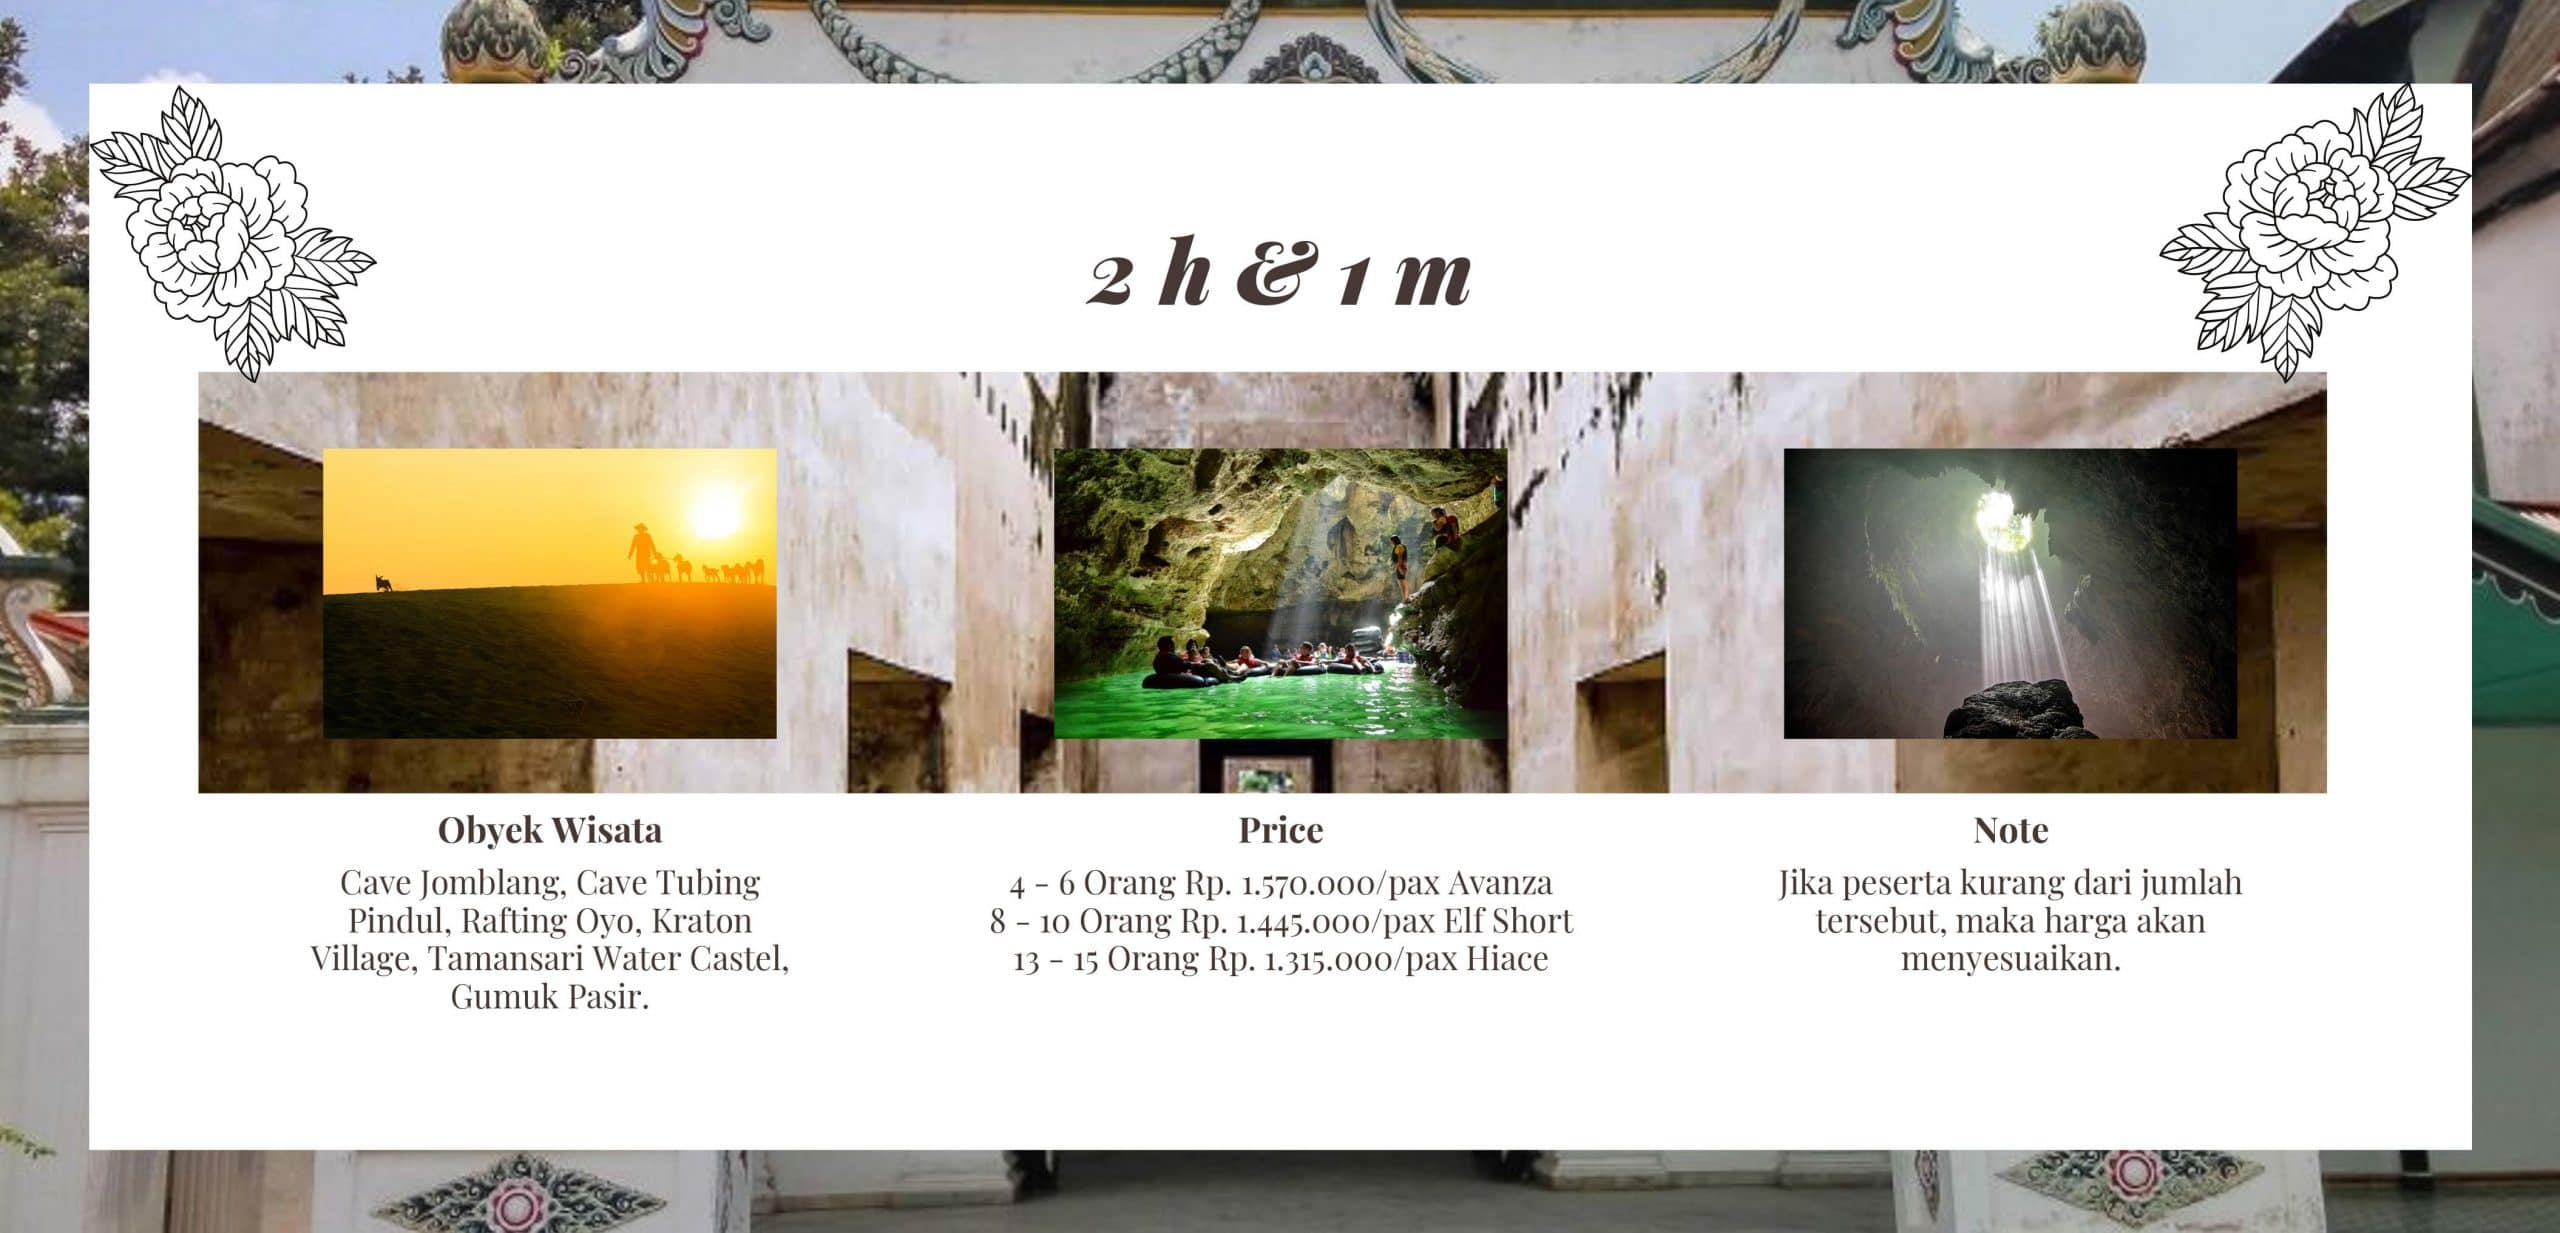 2 h & 1 m
Obyek Wisata
Cave Jomblang, Cave Tubing
Pindul, Rafting Oyo, Kraton
Village, Tamansari Water Castel,
Gumuk Pasir.
Price
4 - 6 Orang Rp. 1.570.000/pax Avanza
8 - 10 Orang Rp. 1.445.000/pax Elf Short
13 - 15 Orang Rp. 1.315.000/pax Hiace
Note
Jika peserta kurang dari jumlah
tersebut, maka harga akan
menyesuaikan.